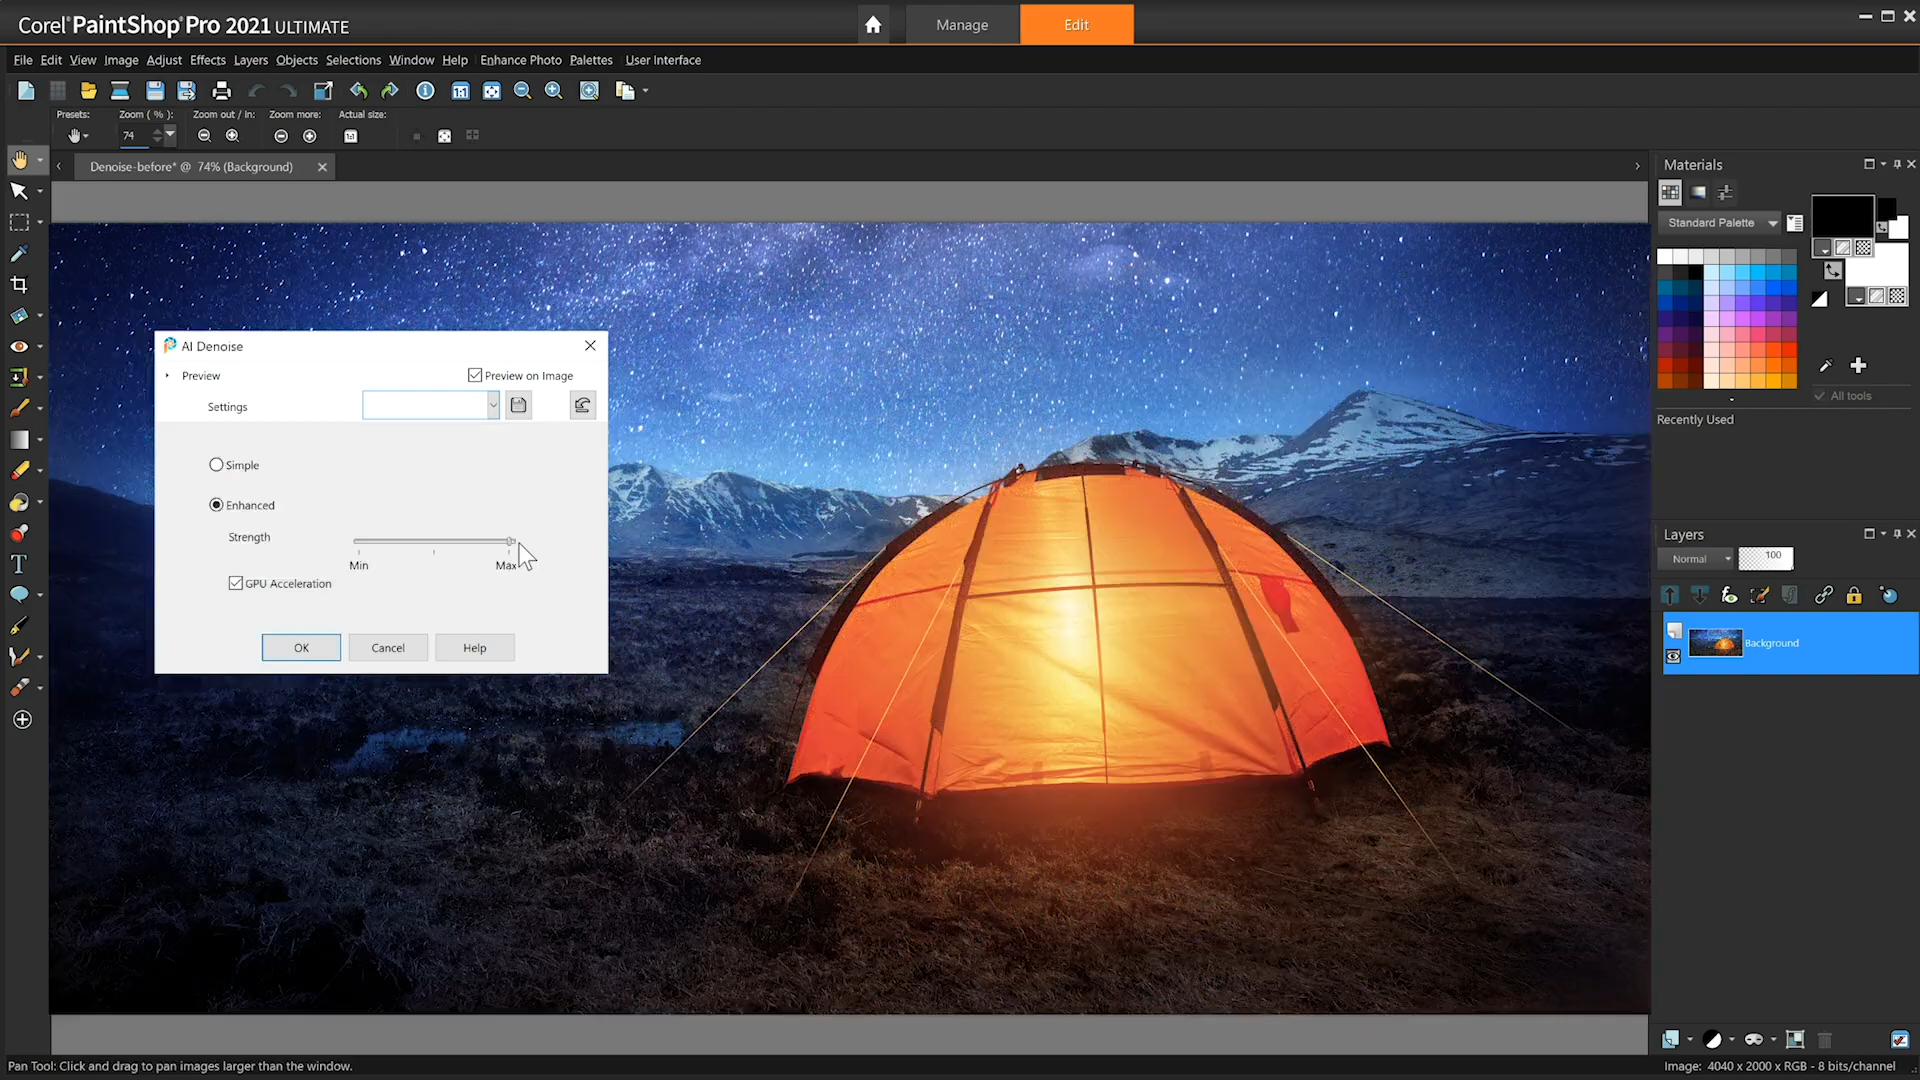 Corel PaintShop Pro 2021 ULTIMATE
Manage
Edit
File Edit View Image Adjust Effects Layers Objects Selections Window Help Enhance Photo Palettes User Interface
Presets: Zoom ( % ): Zoom out / In: Zoom more: Actual size:
74
Denoise-before* @ 74% (Background)
Materials
Standard Palette
All tools
Recently Used
AI Denoise
Preview
Preview on Image
Settings
Simple
Enhanced
Strength
Min
Max
GPU Acceleration
OK
Cancel
Help
Layers
Normal
100
Background
Pan Tool: Click and drag to pan images larger than the window.
Image: 4040 x 2000 x RGB - 8 bits/channel